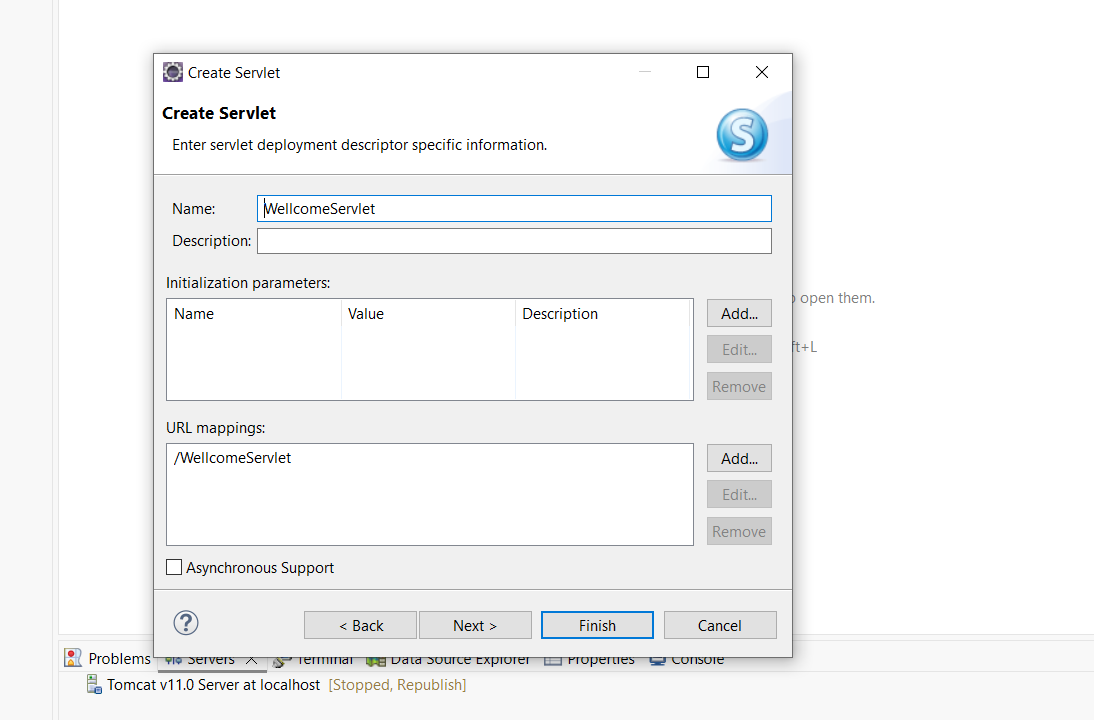 Create Servlet
Create Servlet
Enter servlet deployment descriptor specific information.
S
Name: WellcomeServlet
Description:
Initialization parameters:
Name Value Description
Add...
Edit...
Remove
o open them.
ft+L
URL mappings:
/WellcomeServlet
Add...
Edit...
Remove
Asynchronous Support
? < Back Next > Finish Cancel
Problems Servers Terminal Data Source Explorer Properties Console
Tomcat v11.0 Server at localhost [Stopped, Republish]